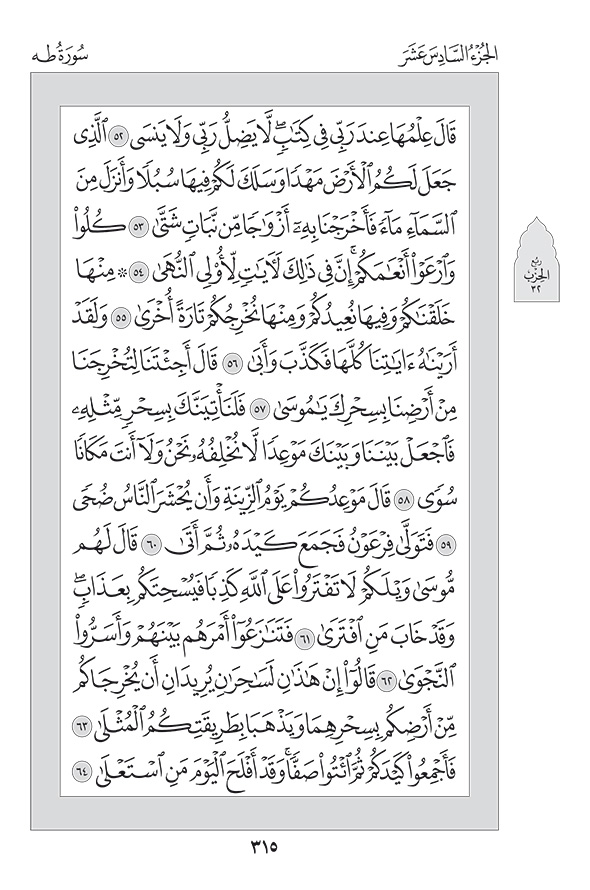 الجُزْءُ السَّادِسَ عَشَرَ
سُورَةُ طه
قَالَ عِلْمُهَا عِندَ رَبِّى فِى كِتَٰبٍۖ لَّا يَضِلُّ رَبِّى وَلَا يَنسَى ٥٢ ٱلَّذِى
جَعَلَ لَكُمُ ٱلْأَرْضَ مَهْدًا وَسَلَكَ لَكُمْ فِيهَا سُبُلًا وَأَنزَلَ مِنَ
ٱلسَّمَآءِ مَآءً فَأَخْرَجْنَا بِهِۦٓ أَزْوَٰجًا مِّن نَّبَاتٍ شَتَّىٰ ٥٣ كُلُوا۟
وَٱرْعَوْا۟ أَنْعَٰمَكُمْۗ إِنَّ فِى ذَٰلِكَ لَءَايَٰتٍ لِّأُو۟لِى ٱلنُّهَىٰ ٥٤ ۞ مِنْهَا
خَلَقْنَٰكُمْ وَفِيهَا نُعِيدُكُمْ وَمِنْهَا نُخْرِجُكُمْ تَارَةً أُخْرَىٰ ٥٥ وَلَقَدْ
أَرَيْنَٰهُ ءَايَٰتِنَا كُلَّهَا فَكَذَّبَ وَأَبَىٰ ٥٦ قَالَ أَجِئْتَنَا لِتُخْرِجَنَا
مِنْ أَرْضِنَا بِسِحْرِكَ يَٰمُوسَىٰ ٥٧ فَلَنَأْتِيَنَّكَ بِسِحْرٍ مِّثْلِهِۦ
فَٱجْعَلْ بَيْنَنَا وَبَيْنَكَ مَوْعِدًا لَّا نُخْلِفُهُۥ نَحْنُ وَلَآ أَنتَ مَكَانًا
سُوًى ٥٨ قَالَ مَوْعِدُكُمْ يَوْمُ ٱلزِّينَةِ وَأَن يُحْشَرَ ٱلنَّاسُ ضُحًى
٥٩ فَتَوَلَّىٰ فِرْعَوْنُ فَجَمَعَ كَيْدَهُۥ ثُمَّ أَتَىٰ ٦٠ قَالَ لَهُم
مُّوسَىٰ وَيْلَكُمْ لَا تَفْتَرُوا۟ عَلَى ٱللَّهِ كَذِبًا فَيُسْحِتَكُم بِعَذَابٍۖ
وَقَدْ خَابَ مَنِ ٱفْتَرَىٰ ٦١ فَتَنَٰزَعُوٓا۟ أَمْرَهُم بَيْنَهُمْ وَأَسَرُّوا۟
ٱلنَّجْوَىٰ ٦٢ قَالُوٓا۟ إِنْ هَٰذَٰنِ لَسَٰحِرَٰنِ يُرِيدَانِ أَن يُخْرِجَاكُم
مِّنْ أَرْضِكُم بِسِحْرِهِمَا وَيَذْهَبَا بِطَرِيقَتِكُمُ ٱلْمُثْلَىٰ ٦٣
فَأَجْمِعُوا۟ كَيْدَكُمْ ثُمَّ ٱئْتُوا۟ صَفًّاۚ وَقَدْ أَفْلَحَ ٱلْيَوْمَ مَنِ ٱسْتَعْلَىٰ ٦٤
رُبع
الحِزْب
٣٢
٣١٥